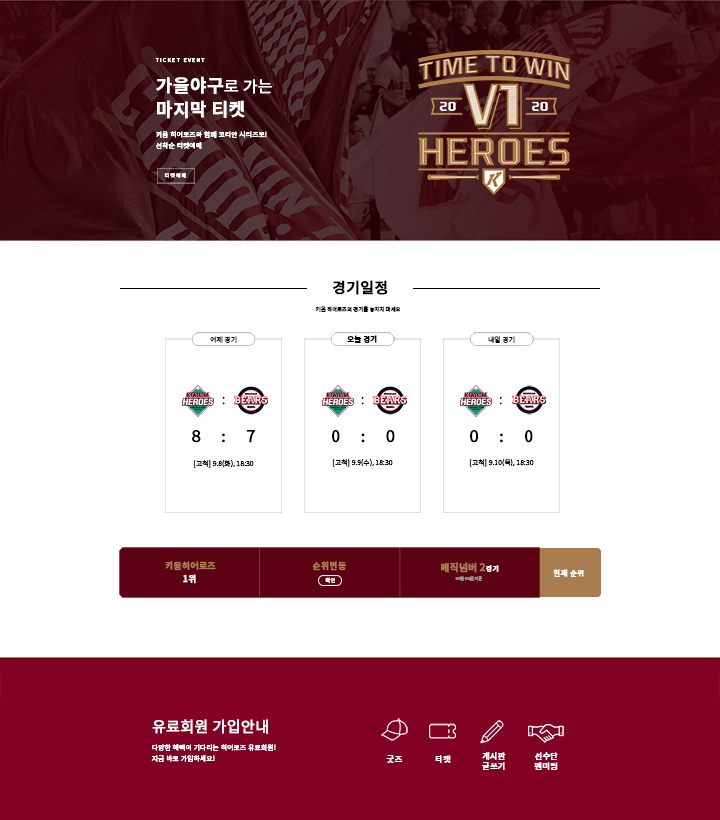 TICKET EVENT
가을야구로 가는
마지막 티켓
키움 히어로즈와 함께 코리안 시리즈로!
선착순 티켓예매
티켓예매
TIME TO WIN
20 V1 20
HEROES
K
경기일정
키움 히어로즈의 경기를 놓치지 마세요
어제 경기
오늘 경기
내일 경기
HEROES : BEARS
HEROES : BEARS
HEROES : BEARS
8 : 7
0 : 0
0 : 0
[고척] 9.8(화), 18:30
[고척] 9.9(수), 18:30
[고척] 9.10(목), 18:30
키움히어로즈
1위
순위변동
확인
매직넘버 2경기
현재 순위
유료회원 가입안내
다양한 혜택이 기다리는 히어로즈 유료회원!
지금 바로 가입하세요!
굿즈
티켓
게시판
글쓰기
선수단
팬미팅